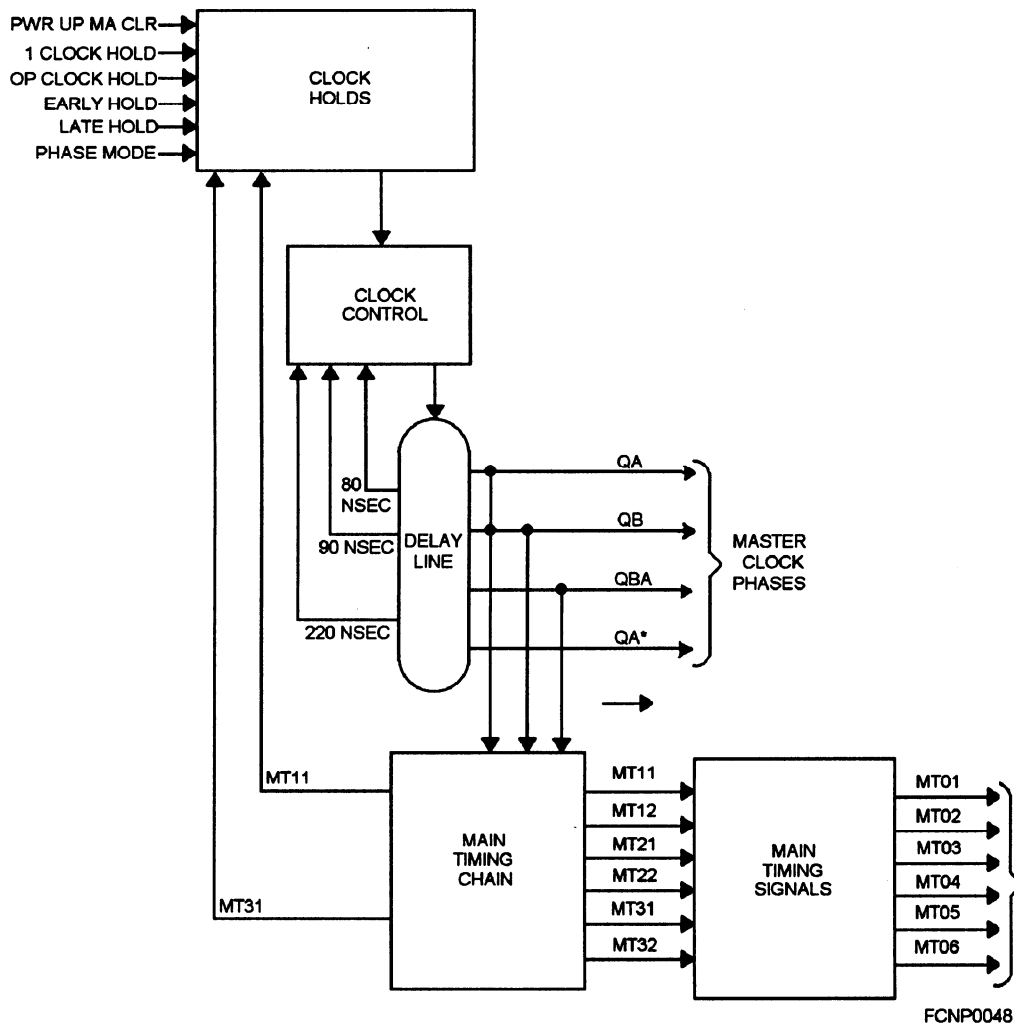 PWR UP MA CLR
1 CLOCK HOLD
OP CLOCK HOLD
EARLY HOLD
LATE HOLD
PHASE MODE
CLOCK
HOLDS
CLOCK
CONTROL
80
NSEC
90 NSEC
220 NSEC
DELAY
LINE
QA
QB
QBA
QA*
MASTER
CLOCK
PHASES
MT11
MT31
MAIN
TIMING
CHAIN
MT11
MT12
MT21
MT22
MT31
MT32
MAIN
TIMING
SIGNALS
MT01
MT02
MT03
MT04
MT05
MT06
FCNP0048